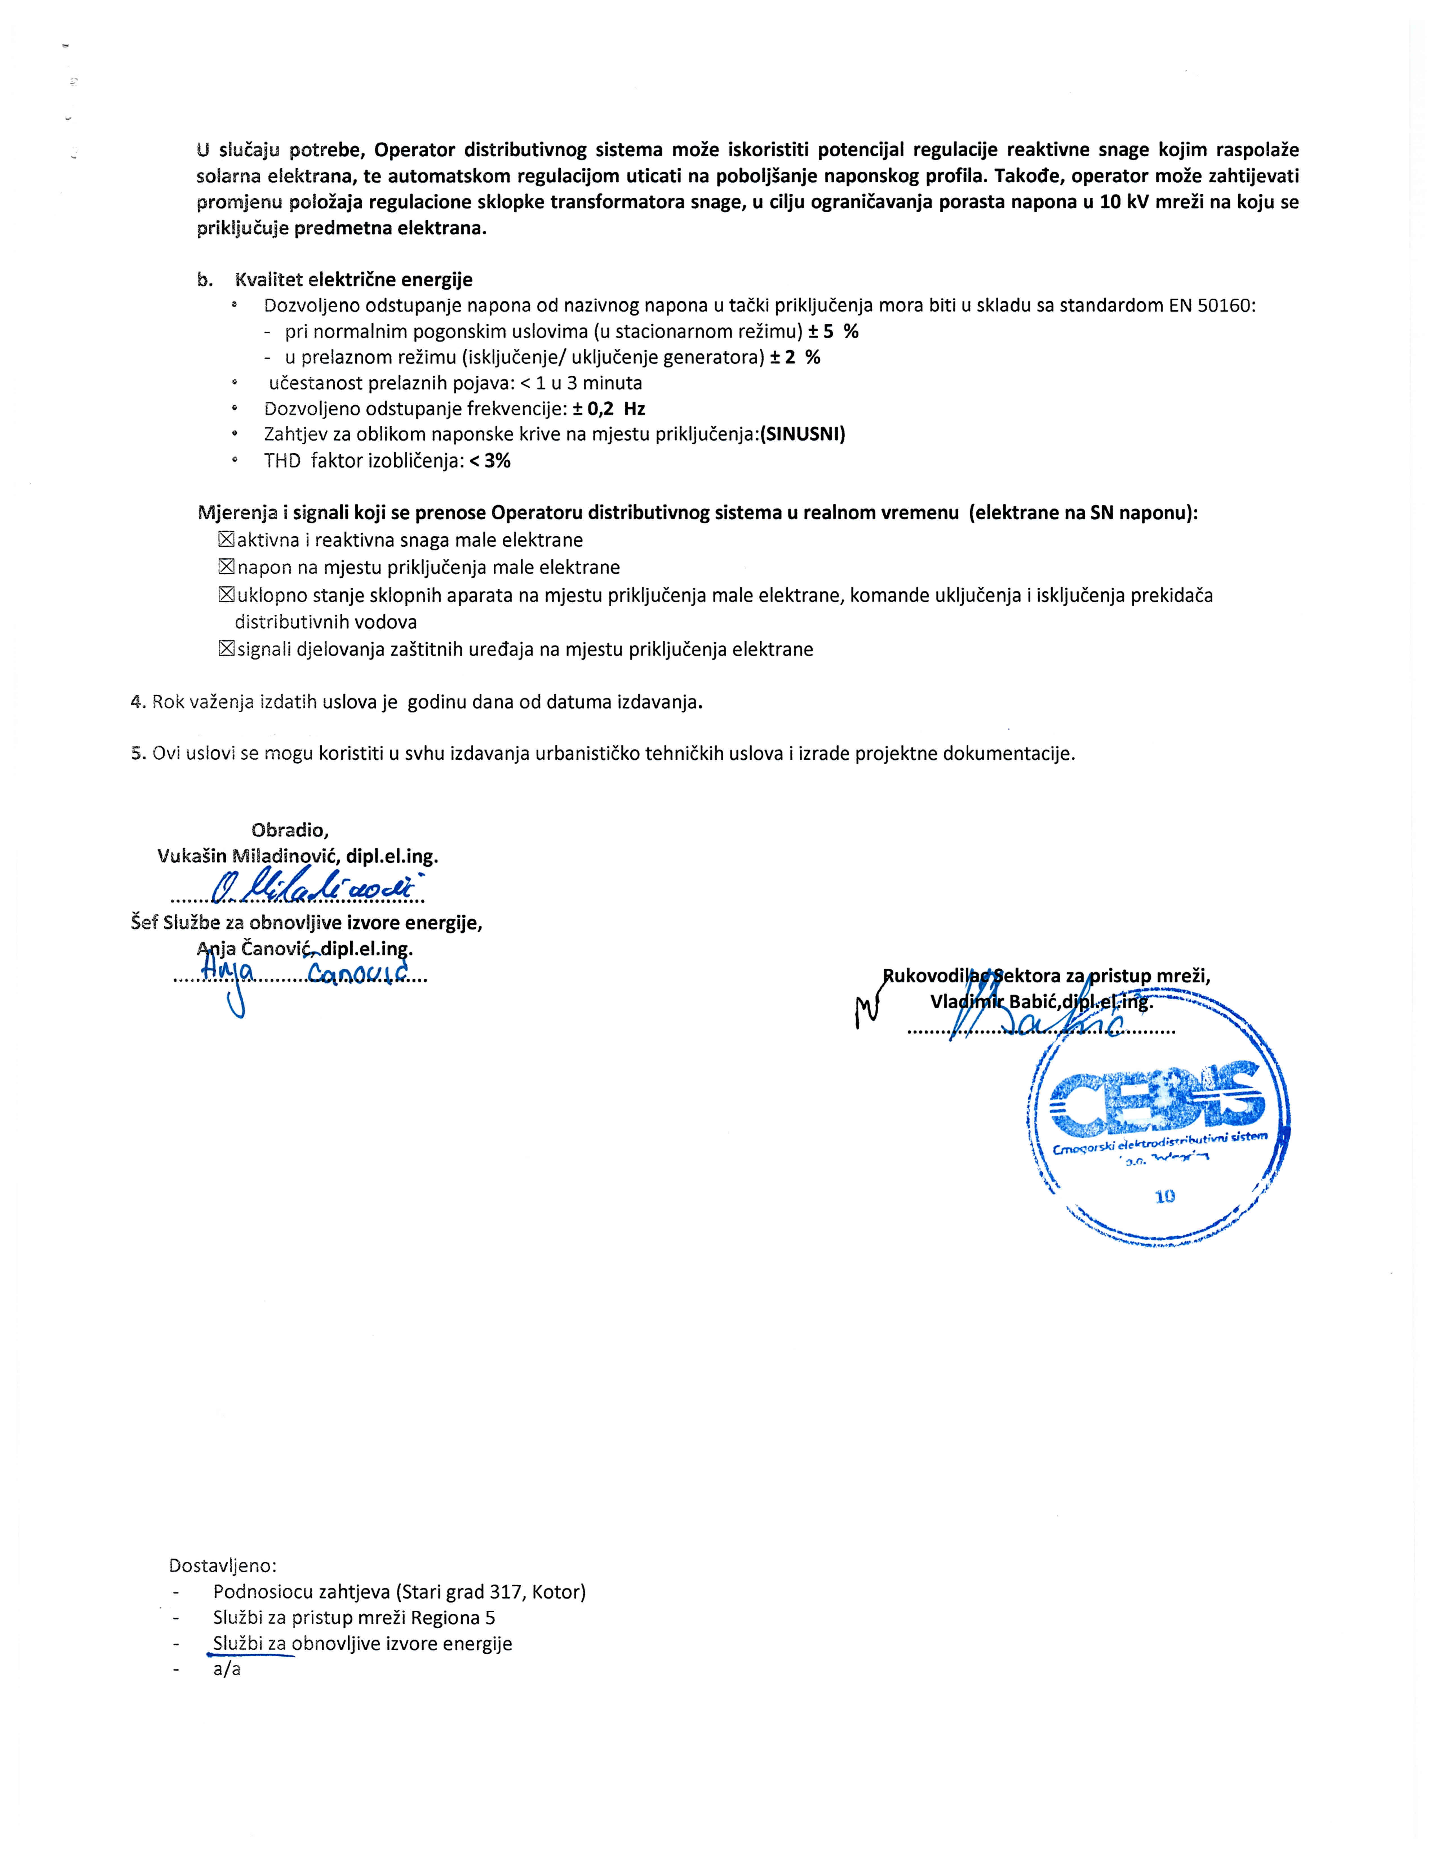 U slučaju potrebe, Operator distributivnog sistema može iskoristiti potencijal regulacije reaktivne snage kojim raspolaže
solarna elektrana, te automatskom regulacijom uticati na poboljšanje naponskog profila. Takođe, operator može zahtijevati
promjenu položaja regulacione sklopke transformatora snage, u cilju ograničavanja porasta napona u 10 kV mreži na koju se
priključuje predmetna elektrana.
b. Kvalitet električne energije
• Dozvoljeno odstupanje napona od nazivnog napona u tački priključenja mora biti u skladu sa standardom EN 50160:
- pri normalnim pogonskim uslovima (u stacionarnom režimu) ± 5 %
- u prelaznom režimu (isključenje/ uključenje generatora) ± 2 %
• učestanost prelaznih pojava: < 1 u 3 minuta
• Dozvoljeno odstupanje frekvencije: ± 0,2 Hz
• Zahtjev za oblikom naponske krive na mjestu priključenja:(SINUSNI)
• THD faktor izobličenja: < 3%
Mjerenja i signali koji se prenose Operatoru distributivnog sistema u realnom vremenu (elektrane na SN naponu):
☒aktivna i reaktivna snaga male elektrane
☒napon na mjestu priključenja male elektrane
☒uklopno stanje sklopnih aparata na mjestu priključenja male elektrane, komande uključenja i isključenja prekidača
distributivnih vodova
☒signali djelovanja zaštitnih uređaja na mjestu priključenja elektrane
4. Rok važenja izdatih uslova je godinu dana od datuma izdavanja.
5. Ovi uslovi se mogu koristiti u svhu izdavanja urbanističko tehničkih uslova i izrade projektne dokumentacije.
Obradio,
Vukašin Miladinović, dipl.el.ing.
Šef Službe za obnovljive izvore energije,
Anja Čanović, dipl.el.ing.
Anja Čanović
Rukovodilac Sektora za pristup mreži,
Vladimir Babić,dipl.el.ing.
CEDIS
Crnogorski elektrodistributivni sistem
10
Dostavljeno:
- Podnosiocu zahtjeva (Stari grad 317, Kotor)
- Službi za pristup mreži Regiona 5
- Službi za obnovljive izvore energije
- a/a